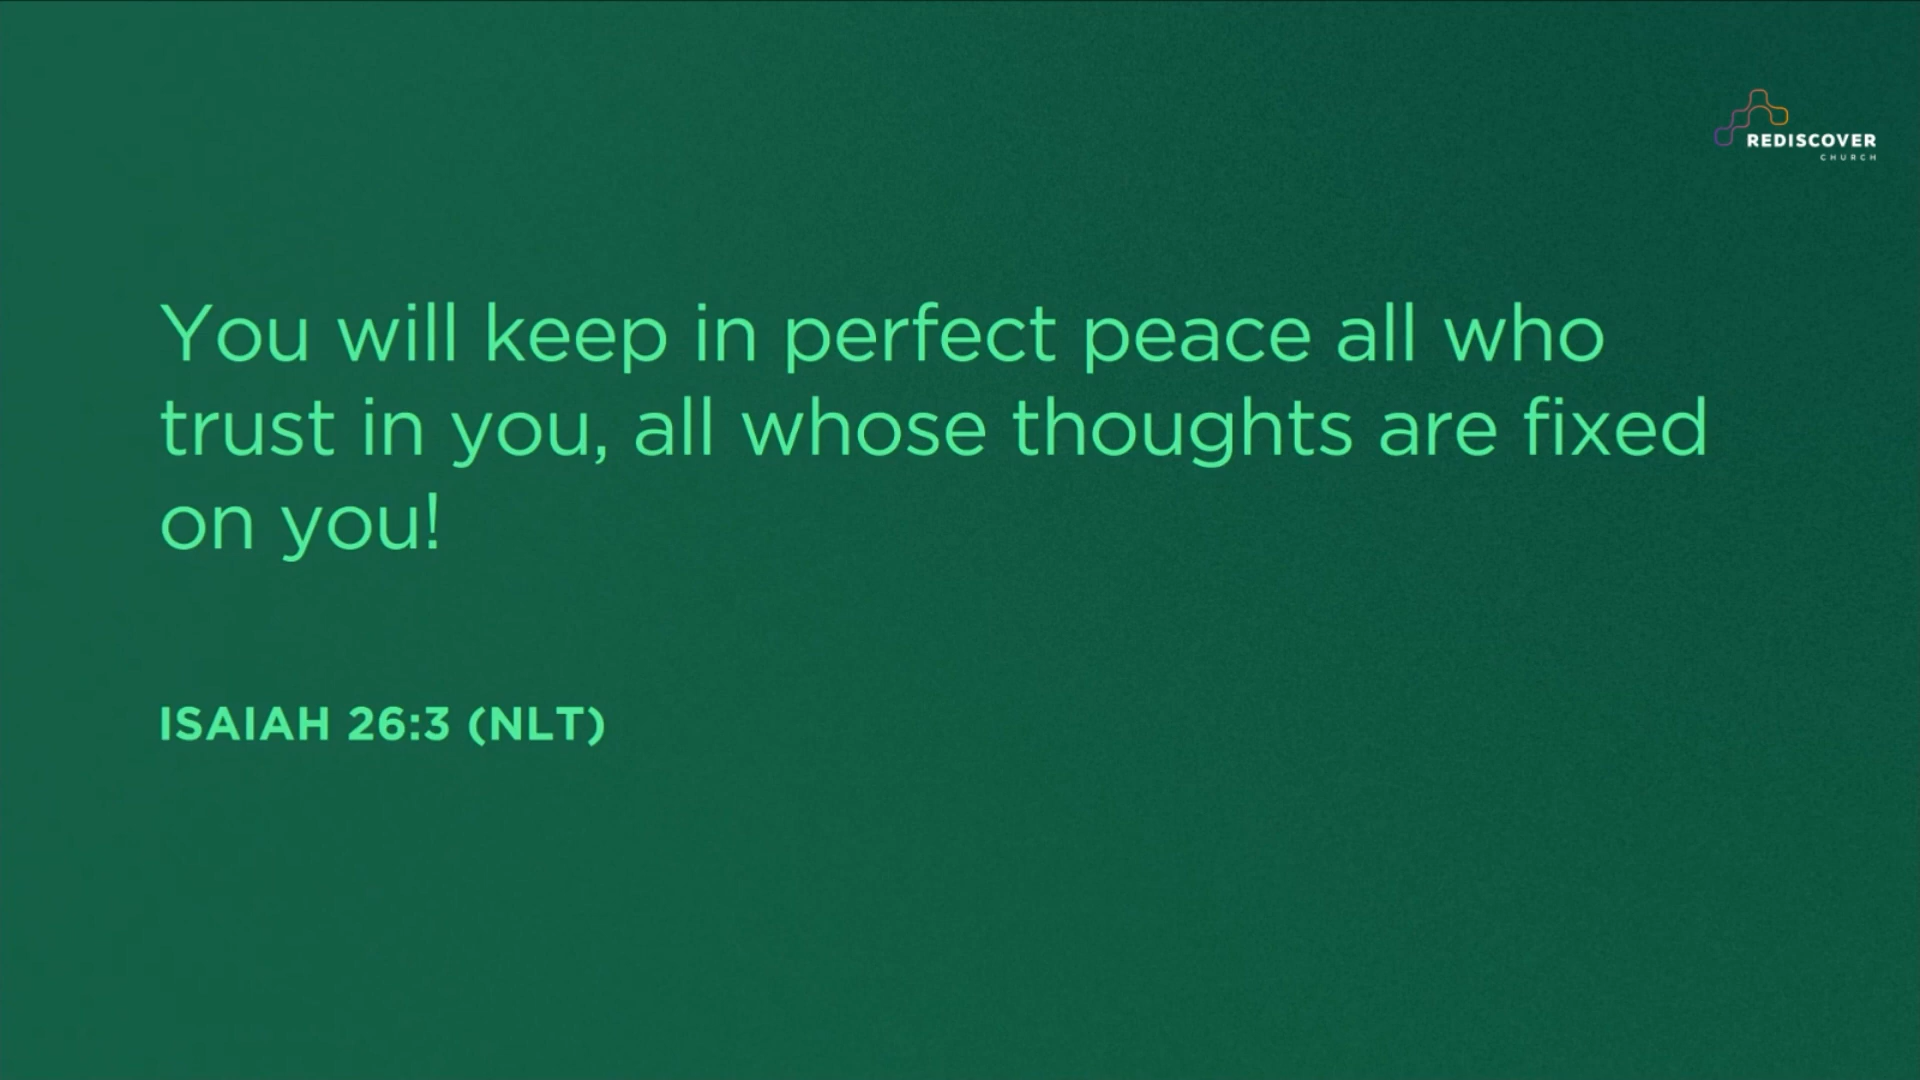 REDISCOVER
CHURCH
You will keep in perfect peace all who
trust in you, all whose thoughts are fixed
on you!
ISAIAH 26:3 (NLT)